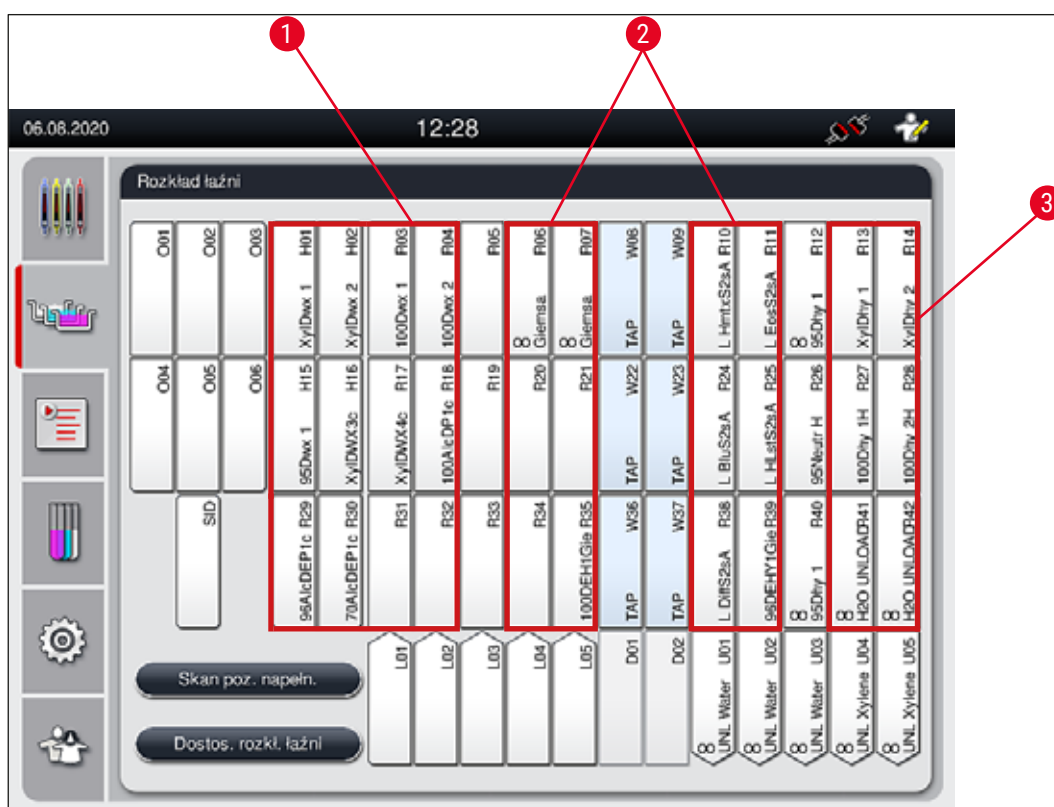 1
2
3
06.08.2020
12:28
Rozkład łaźni
O01
O02
O03
XylDwx 1 H01
XylDwx 2 H02
100Dwx 1 R03
100Dwx 2 R04
R05
∞ Giemsa R06
∞ Giemsa R07
TAP W08
TAP W09
L HmtxS2sA R10
L EosS2sA R11
∞ 95Dhy 1 R12
XylDhy 1 R13
XylDhy 2 R14
O04
O05
O06
95Dwx 1 H15
XylDWX3c H16
XylDWX4c R17
100AlcDP1c R18
R19
R20
R21
TAP W22
TAP W23
L BluS2sA R24
L HLstS2sA R25
95Neutr H R26
100Dhy 1H R27
100Dhy 2H R28
SID
96AlcDEP1c R29
70AlcDEP1c R30
R31
R32
R33
R34
100DEH1Gie R35
TAP W36
TAP W37
L DiffS2sA R38
96DEHY1Gie R39
∞ 95Dhy 1 R40
∞ H2O UNLOAD R41
∞ H2O UNLOAD R42
Skan poz. napełn.
Dostos. rozkł. łaźni
L01
L02
L03
L04
L05
D01
D02
∞ UNL Water U01
∞ UNL Water U02
∞ UNL Water U03
∞ UNL Xylene U04
∞ UNL Xylene U05